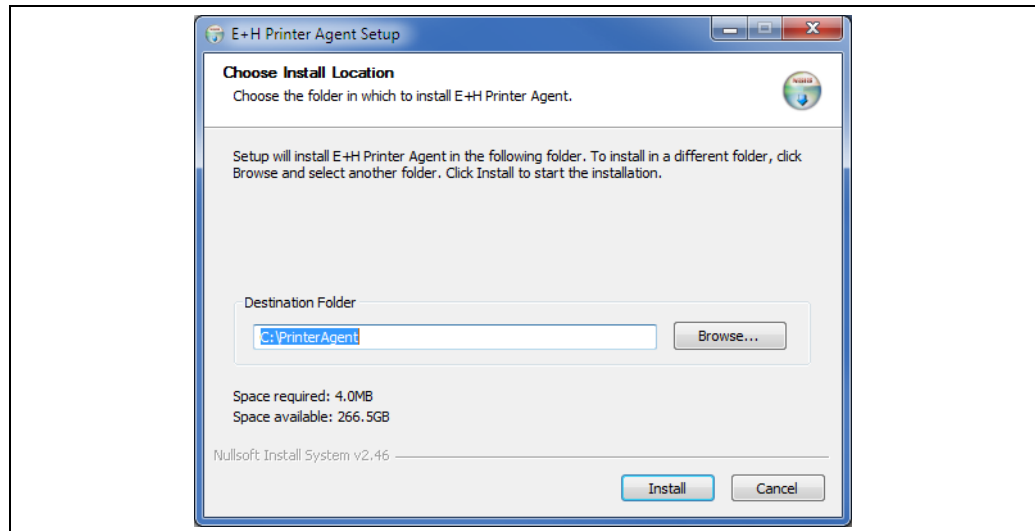 E+H Printer Agent Setup
Choose Install Location
Choose the folder in which to install E+H Printer Agent.
Setup will install E+H Printer Agent in the following folder. To install in a different folder, click
Browse and select another folder. Click Install to start the installation.
Destination Folder
C:\PrinterAgent
Browse...
Space required: 4.0MB
Space available: 266.5GB
Nullsoft Install System v2.46
Install
Cancel